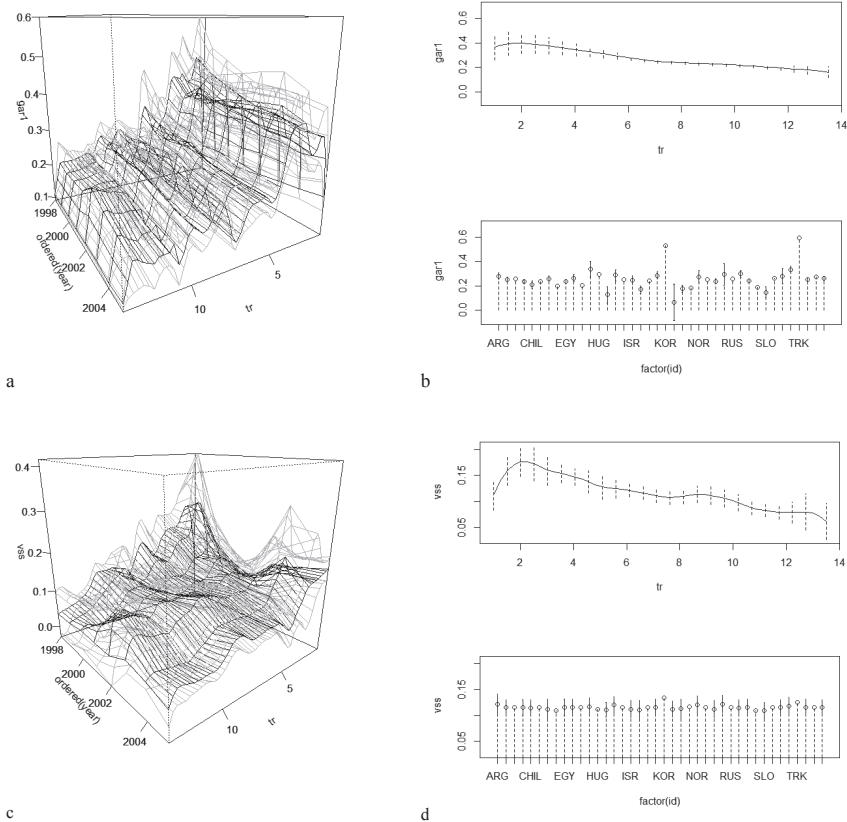 0.6
0.5
0.4
gar1
0.3
0.2
0.1
1998
2000
ordered(year)
2002
2004
10
tr
5
a
gar1
0.0 0.2 0.4 0.6
2 4 6 8 10 12 14
tr
gar1
0.0 0.2 0.4 0.6
ARG CHIL EGY HUG ISR KOR NOR RUS SLO TRK
factor(id)
b
0.4
0.3
vss
0.2
0.1
0.0
1998
2000
ordered(year)
2002
2004
10
tr
5
c
vss
0.05 0.15
2 4 6 8 10 12 14
tr
vss
0.05 0.15
ARG CHIL EGY HUG ISR KOR NOR RUS SLO TRK
factor(id)
d